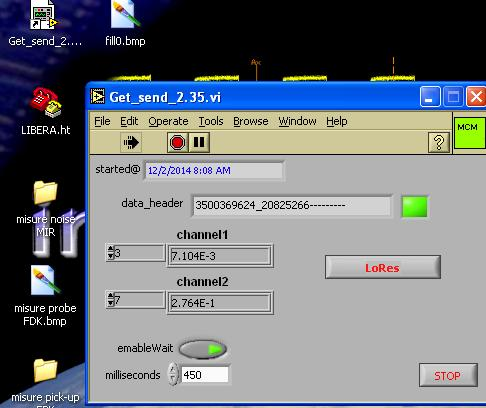 Get_send_2....
fill0.bmp
Ax
LIBERA.ht
misure noise
MIR
misure probe
FDK.bmp
misure pick-up
Get_send_2.35.vi
File Edit Operate Tools Browse Window Help
?
MCM
started@ 12/2/2014 8:08 AM
data_header 3500369624_20825266---------
channel1
3 7.104E-3
LoRes
channel2
7 2.764E-1
emableWait
milliseconds 450
STOP